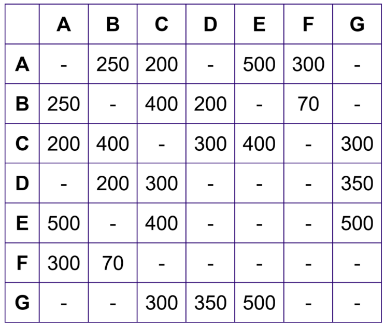 A B C D E F G
A - 250 200 - 500 300 -
B 250 - 400 200 - 70 -
C 200 400 - 300 400 - 300
D - 200 300 - - - 350
E 500 - 400 - - - 500
F 300 70 - - - - -
G - - 300 350 500 - -